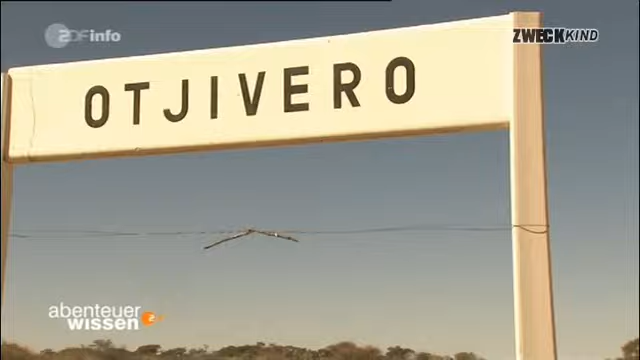 ZDFinfo
ZWECKKIND
OTJIVERO
abenteuer
wissen